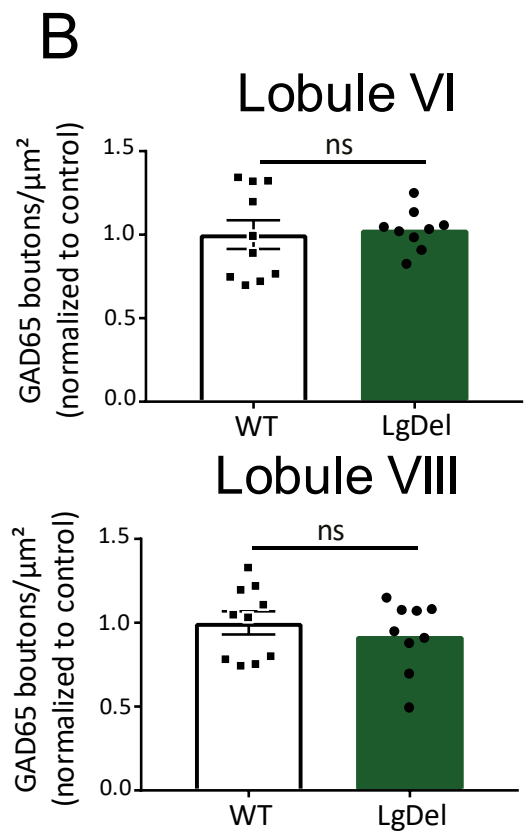 B
Lobule VI
GAD65 boutons/µm²
(normalized to control)
1.5
1.0
0.5
0.0
ns
WT LgDel
Lobule VIII
GAD65 boutons/µm²
(normalized to control)
1.5
1.0
0.5
0.0
ns
WT LgDel